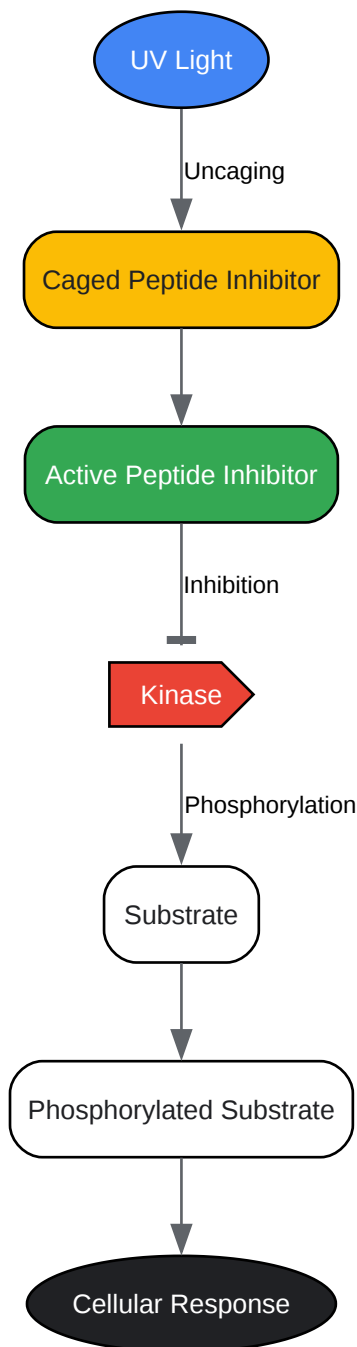 UV Light
Uncaging
Caged Peptide Inhibitor
Active Peptide Inhibitor
Inhibition
Kinase
Phosphorylation
Substrate
Phosphorylated Substrate
Cellular Response